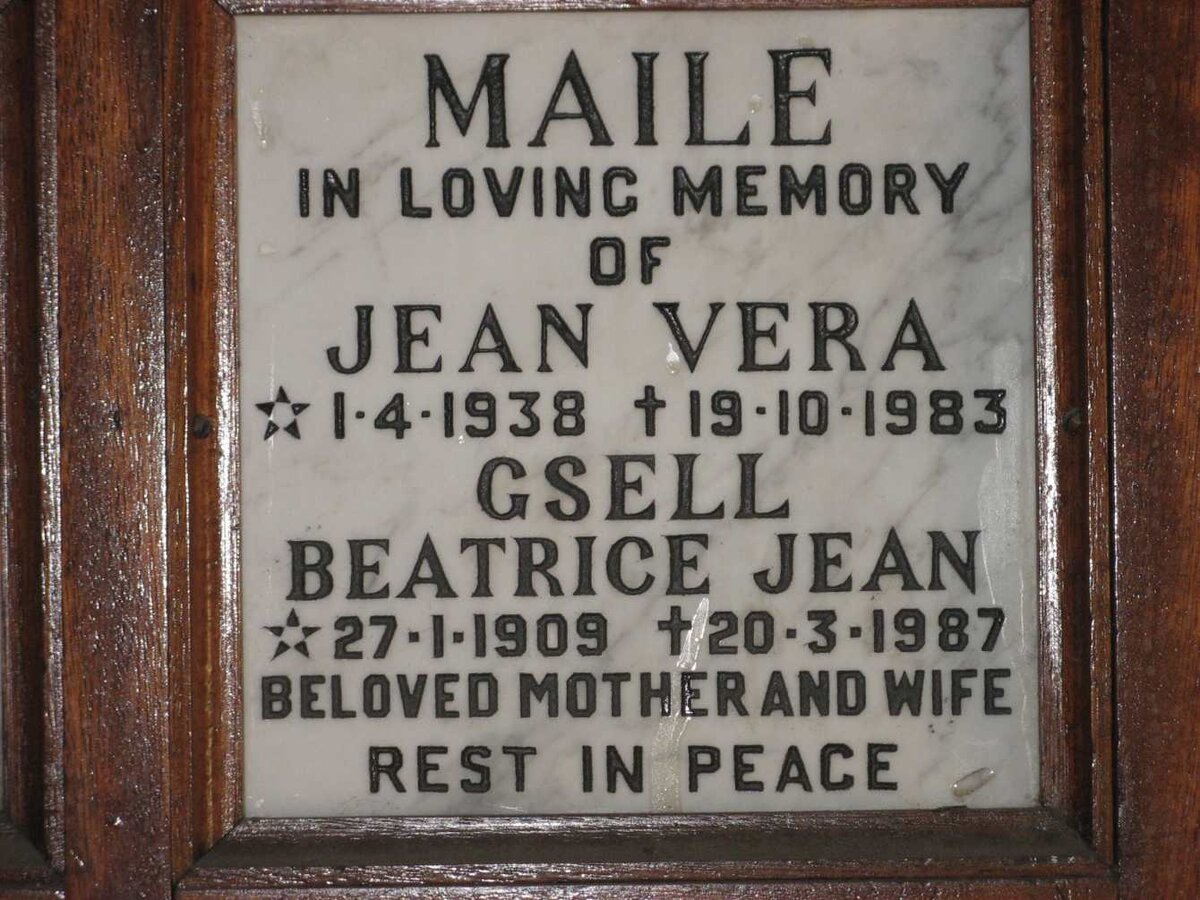 MAILE
IN LOVING MEMORY
OF
JEAN VERA
☆ 1·4·1938 † 19·10·1983
GSELL
BEATRICE JEAN
☆ 27·1·1909 † 20·3·1987
BELOVED MOTHER AND WIFE
REST IN PEACE